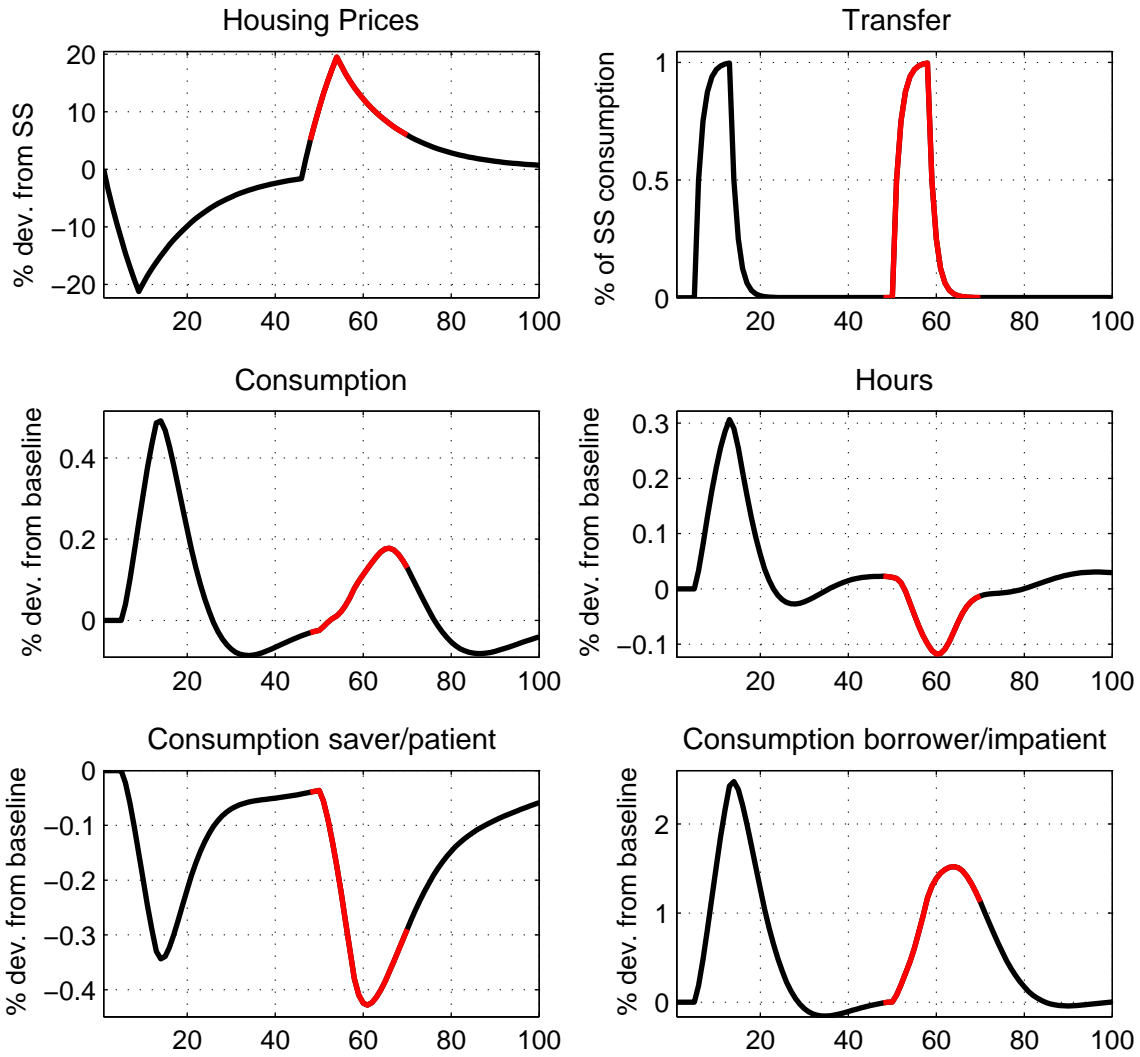 Housing Prices
% dev. from SS
20
10
0
−10
−20
20 40 60 80 100
Transfer
% of SS consumption
1
0.5
0
20 40 60 80 100
Consumption
% dev. from baseline
0.4
0.2
0
20 40 60 80 100
Hours
% dev. from baseline
0.3
0.2
0.1
0
−0.1
20 40 60 80 100
Consumption saver/patient
% dev. from baseline
0
−0.1
−0.2
−0.3
−0.4
20 40 60 80 100
Consumption borrower/impatient
% dev. from baseline
2
1
0
20 40 60 80 100